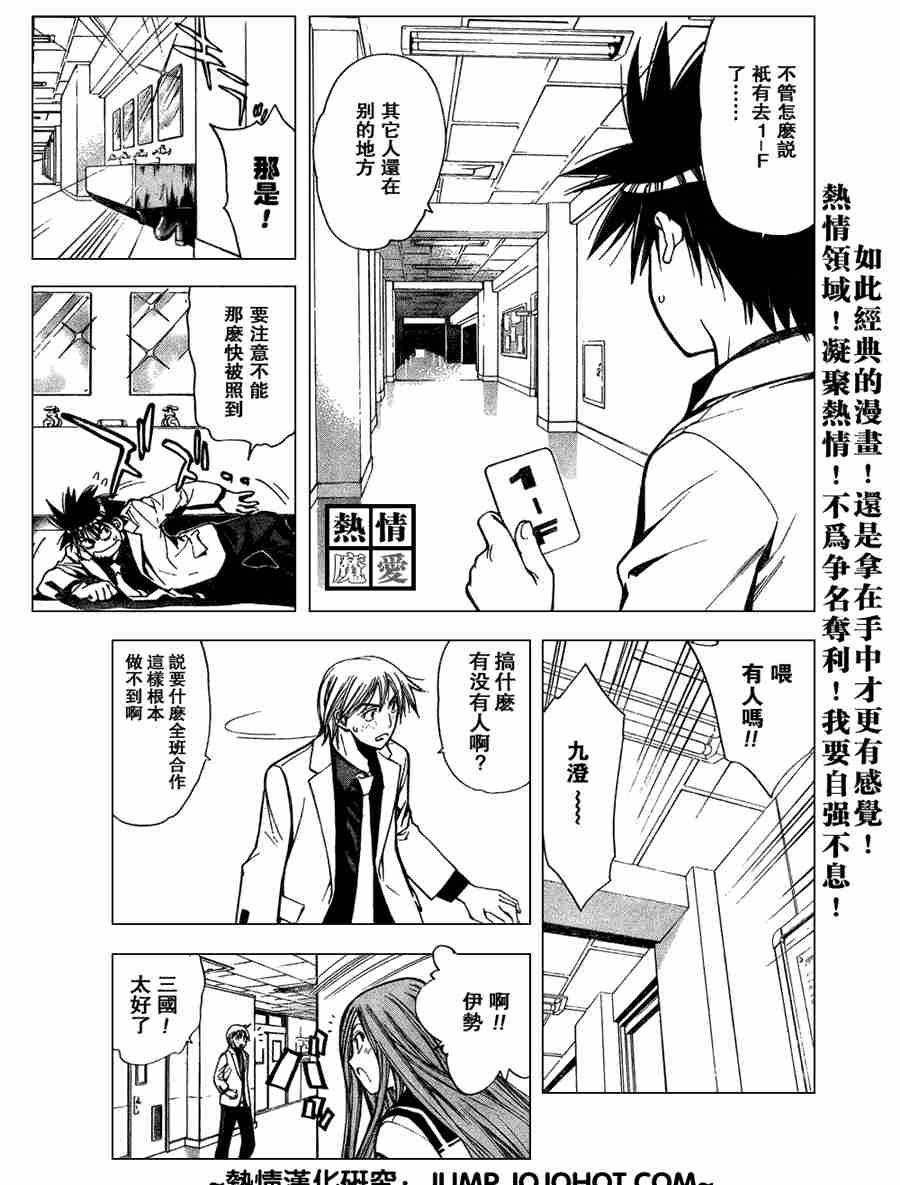 不管怎麽説
衹有去1-F
了……
其它人還在
别的地方
1-F
熱情
魔愛
那是！
要注意不能
那麽快被照到
喂
有人嗎!!
九澄～～
搞什麽
有没有人啊？
説要什麽全班合作
這樣根本
做不到啊
啊!!
伊勢
三國！
太好了
如此經典的漫畫！還是拿在手中才更有感覺！
熱情領域！凝聚熱情！不爲争名奪利！我要自强不息！
~熱情漢化研究：JUMP.JOJOHOT.COM~